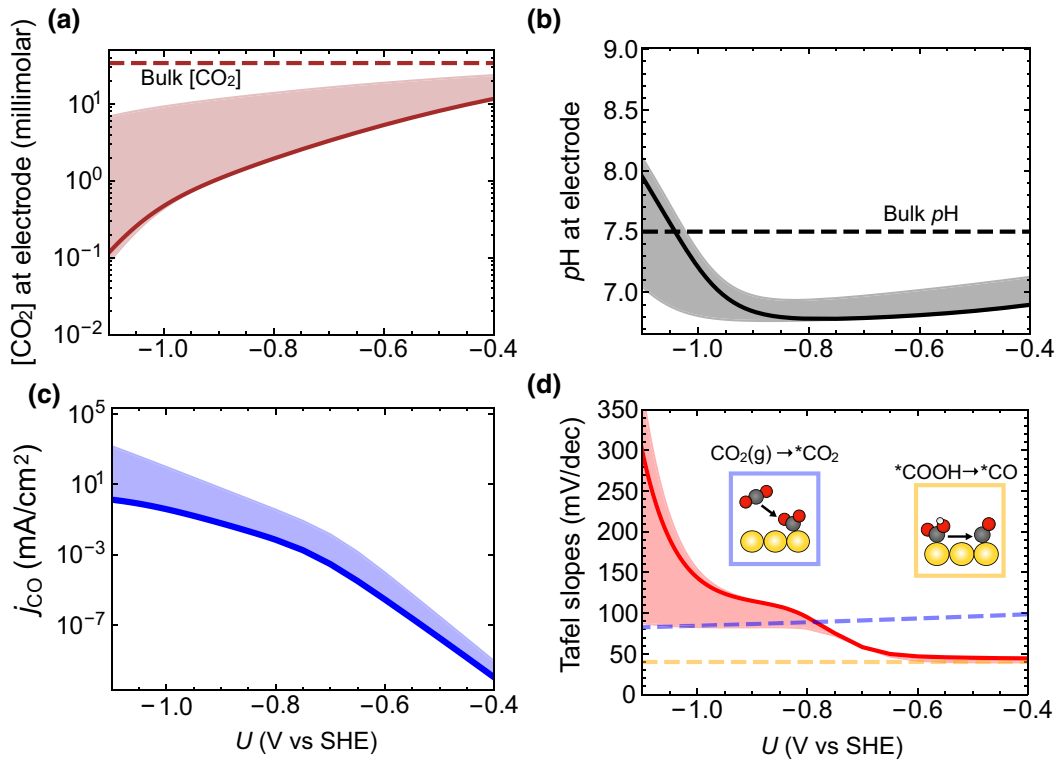 (a)
[CO₂] at electrode (millimolar)
10¹
10⁰
10⁻¹
10⁻²
Bulk [CO₂]
−1.0
−0.8
−0.6
−0.4
(b)
pH at electrode
9.0
8.5
8.0
7.5
7.0
Bulk pH
−1.0
−0.8
−0.6
−0.4
(c)
jCO (mA/cm²)
10⁵
10¹
10⁻³
10⁻⁷
−1.0
−0.8
−0.6
−0.4
U (V vs SHE)
(d)
Tafel slopes (mV/dec)
350
300
250
200
150
100
50
0
CO₂(g)→*CO₂
*COOH→*CO
−1.0
−0.8
−0.6
−0.4
U (V vs SHE)